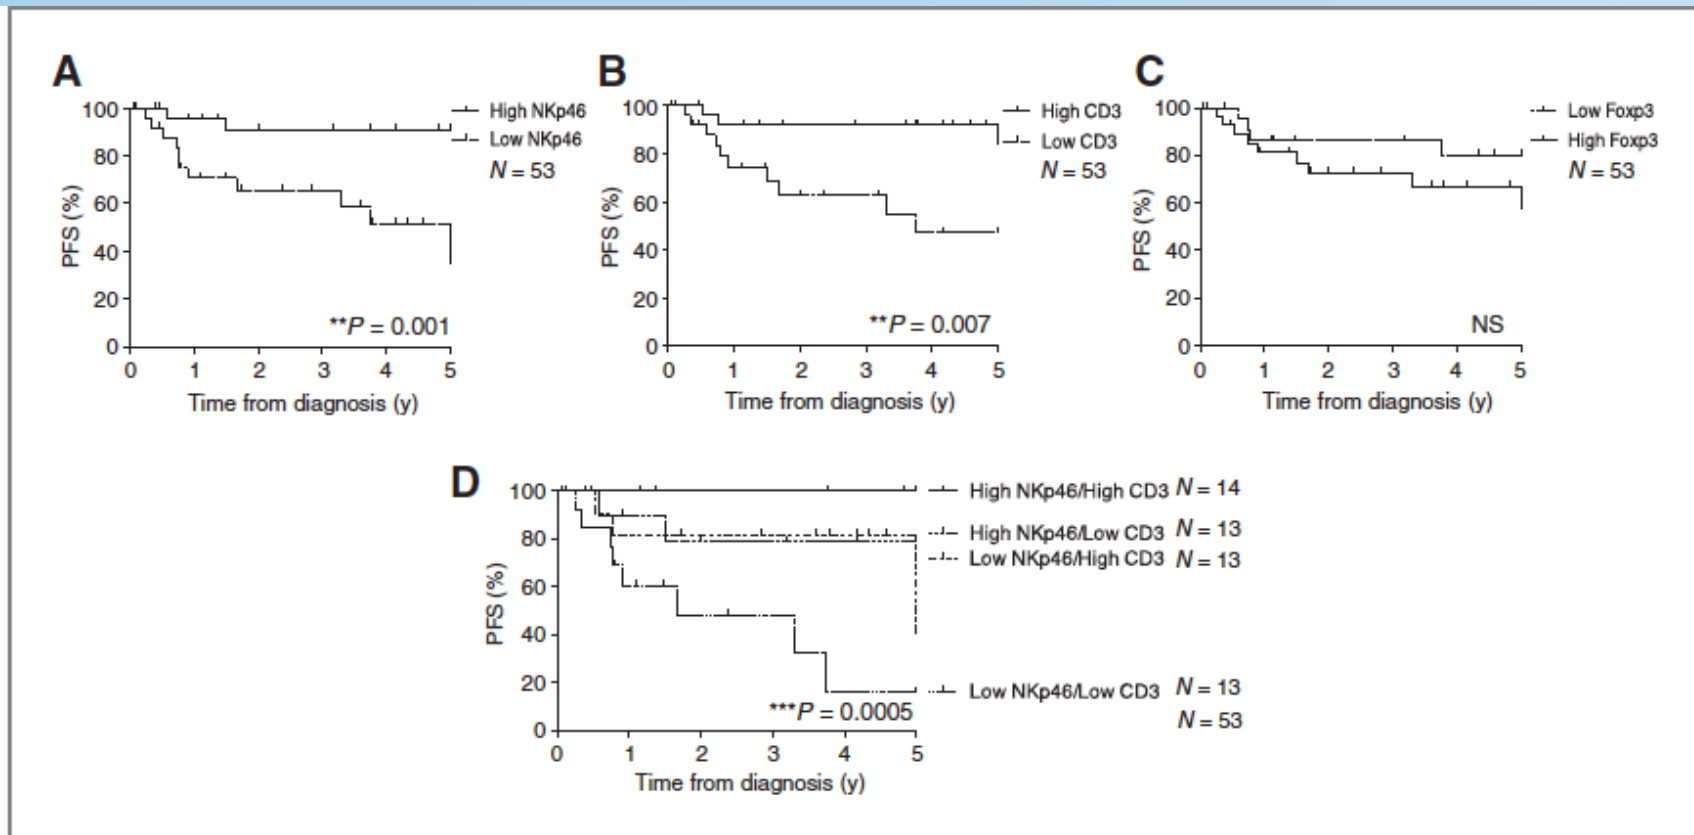 A
100
80
60
40
20
0
PFS (%)
High NKp46
Low NKp46
N = 53
**P = 0.001
0 1 2 3 4 5
Time from diagnosis (y)
B
100
80
60
40
20
0
PFS (%)
High CD3
Low CD3
N = 53
**P = 0.007
0 1 2 3 4 5
Time from diagnosis (y)
C
100
80
60
40
20
0
PFS (%)
Low Foxp3
High Foxp3
N = 53
NS
0 1 2 3 4 5
Time from diagnosis (y)
D
100
80
60
40
20
0
PFS (%)
High NKp46/High CD3 N = 14
High NKp46/Low CD3 N = 13
Low NKp46/High CD3 N = 13
Low NKp46/Low CD3 N = 13
N = 53
***P = 0.0005
0 1 2 3 4 5
Time from diagnosis (y)